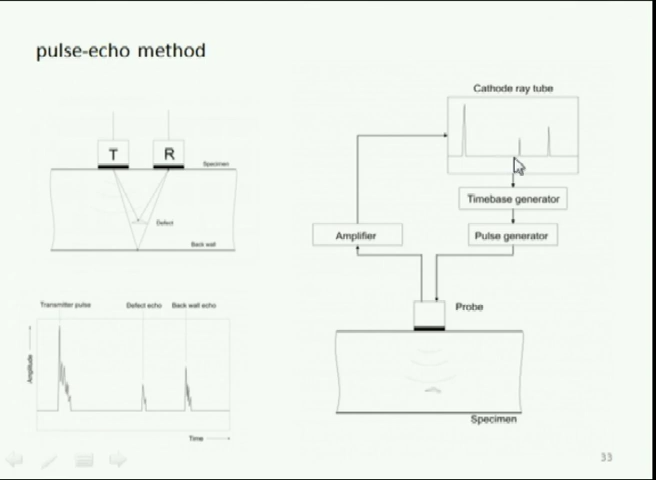 pulse-echo method
T
R
Specimen
Defect
Back wall
Transmitter pulse
Defect echo
Back wall echo
Amplitude
Time
Cathode ray tube
Timebase generator
Amplifier
Pulse generator
Probe
Specimen
33